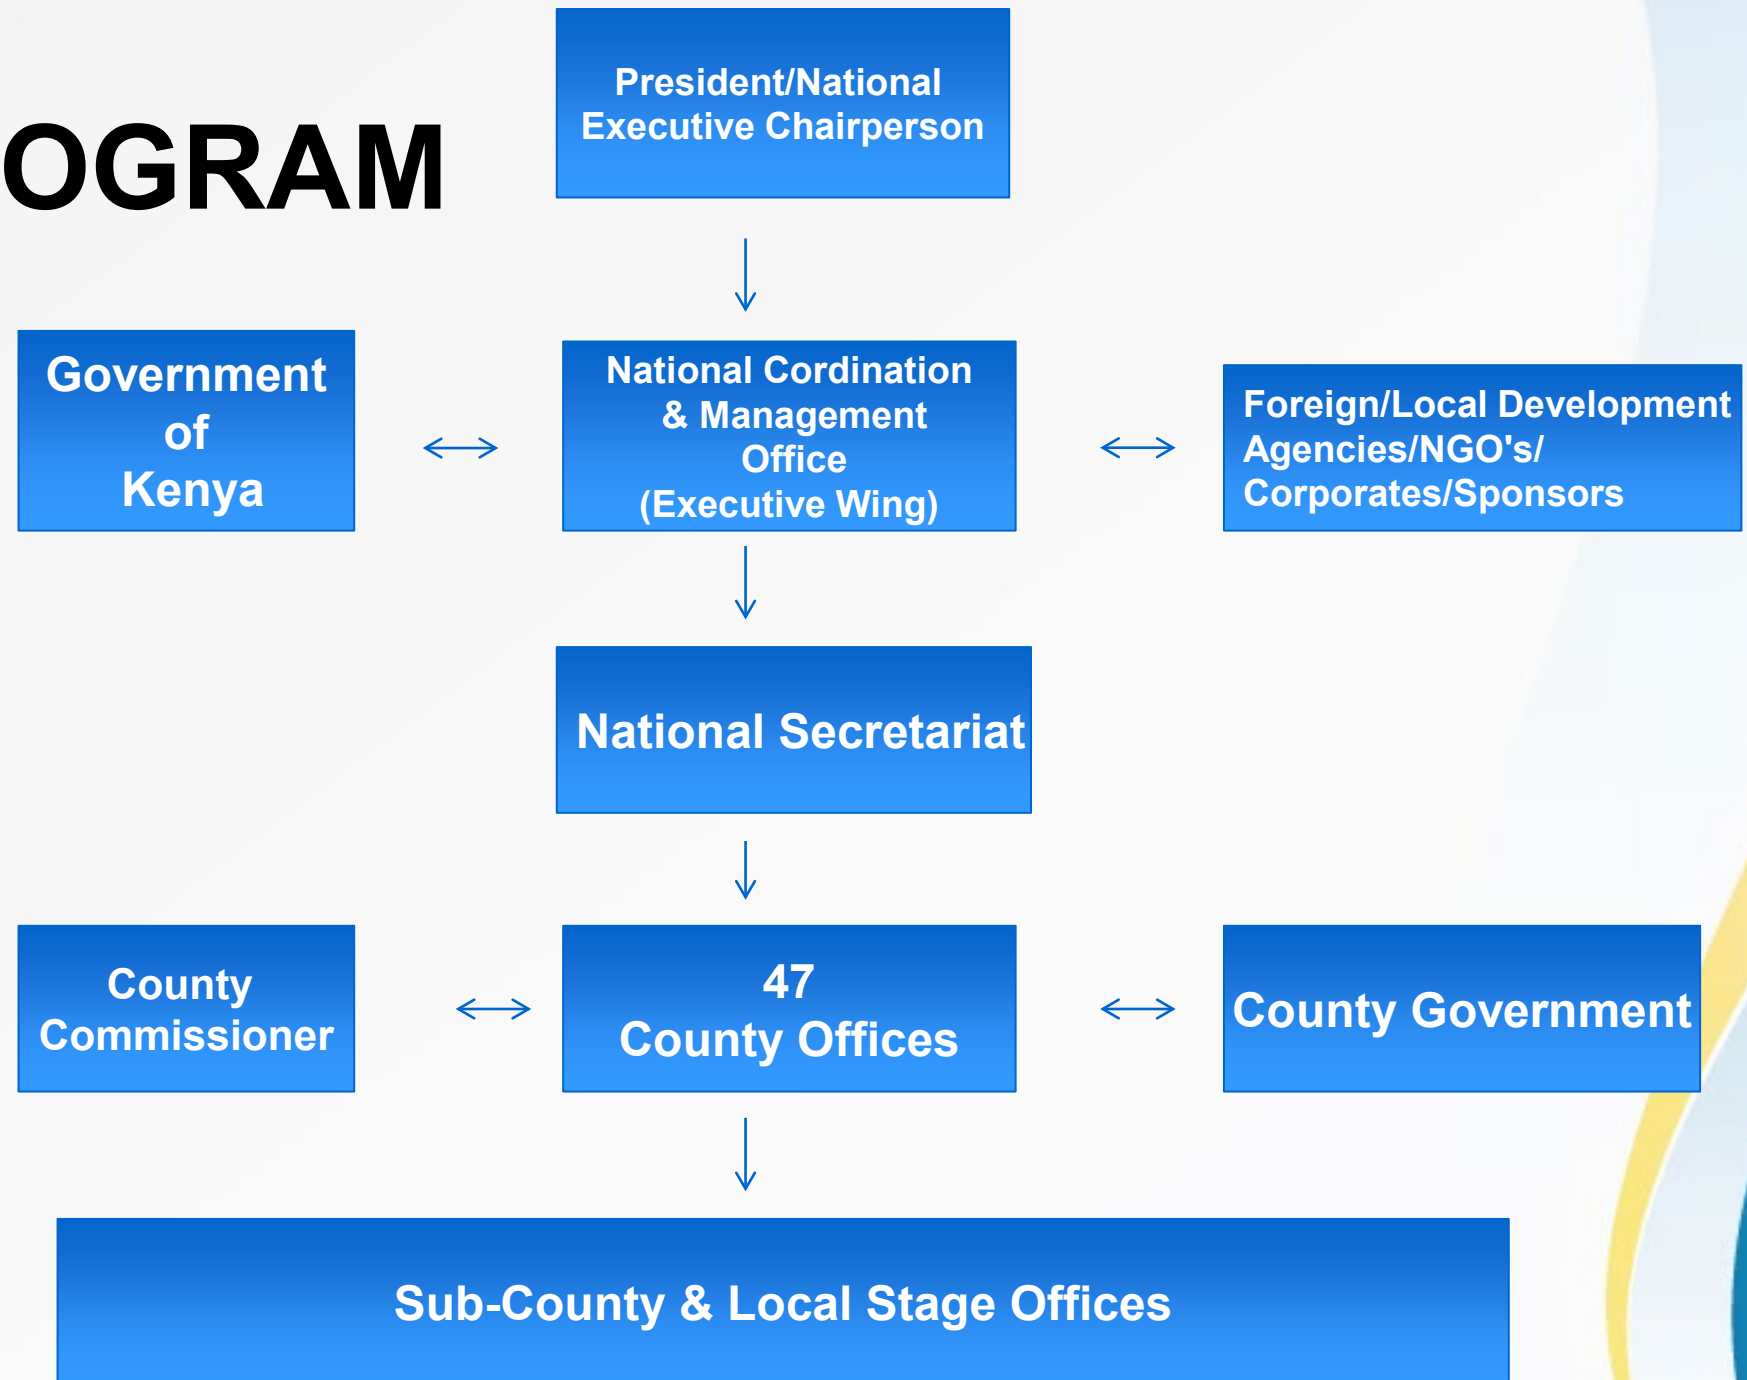 President/National
Executive Chairperson
OGRAM
Government
of
Kenya
National Cordination
& Management
Office
(Executive Wing)
Foreign/Local Development
Agencies/NGO's/
Corporates/Sponsors
National Secretariat
County
Commissioner
47
County Offices
County Government
Sub-County & Local Stage Offices